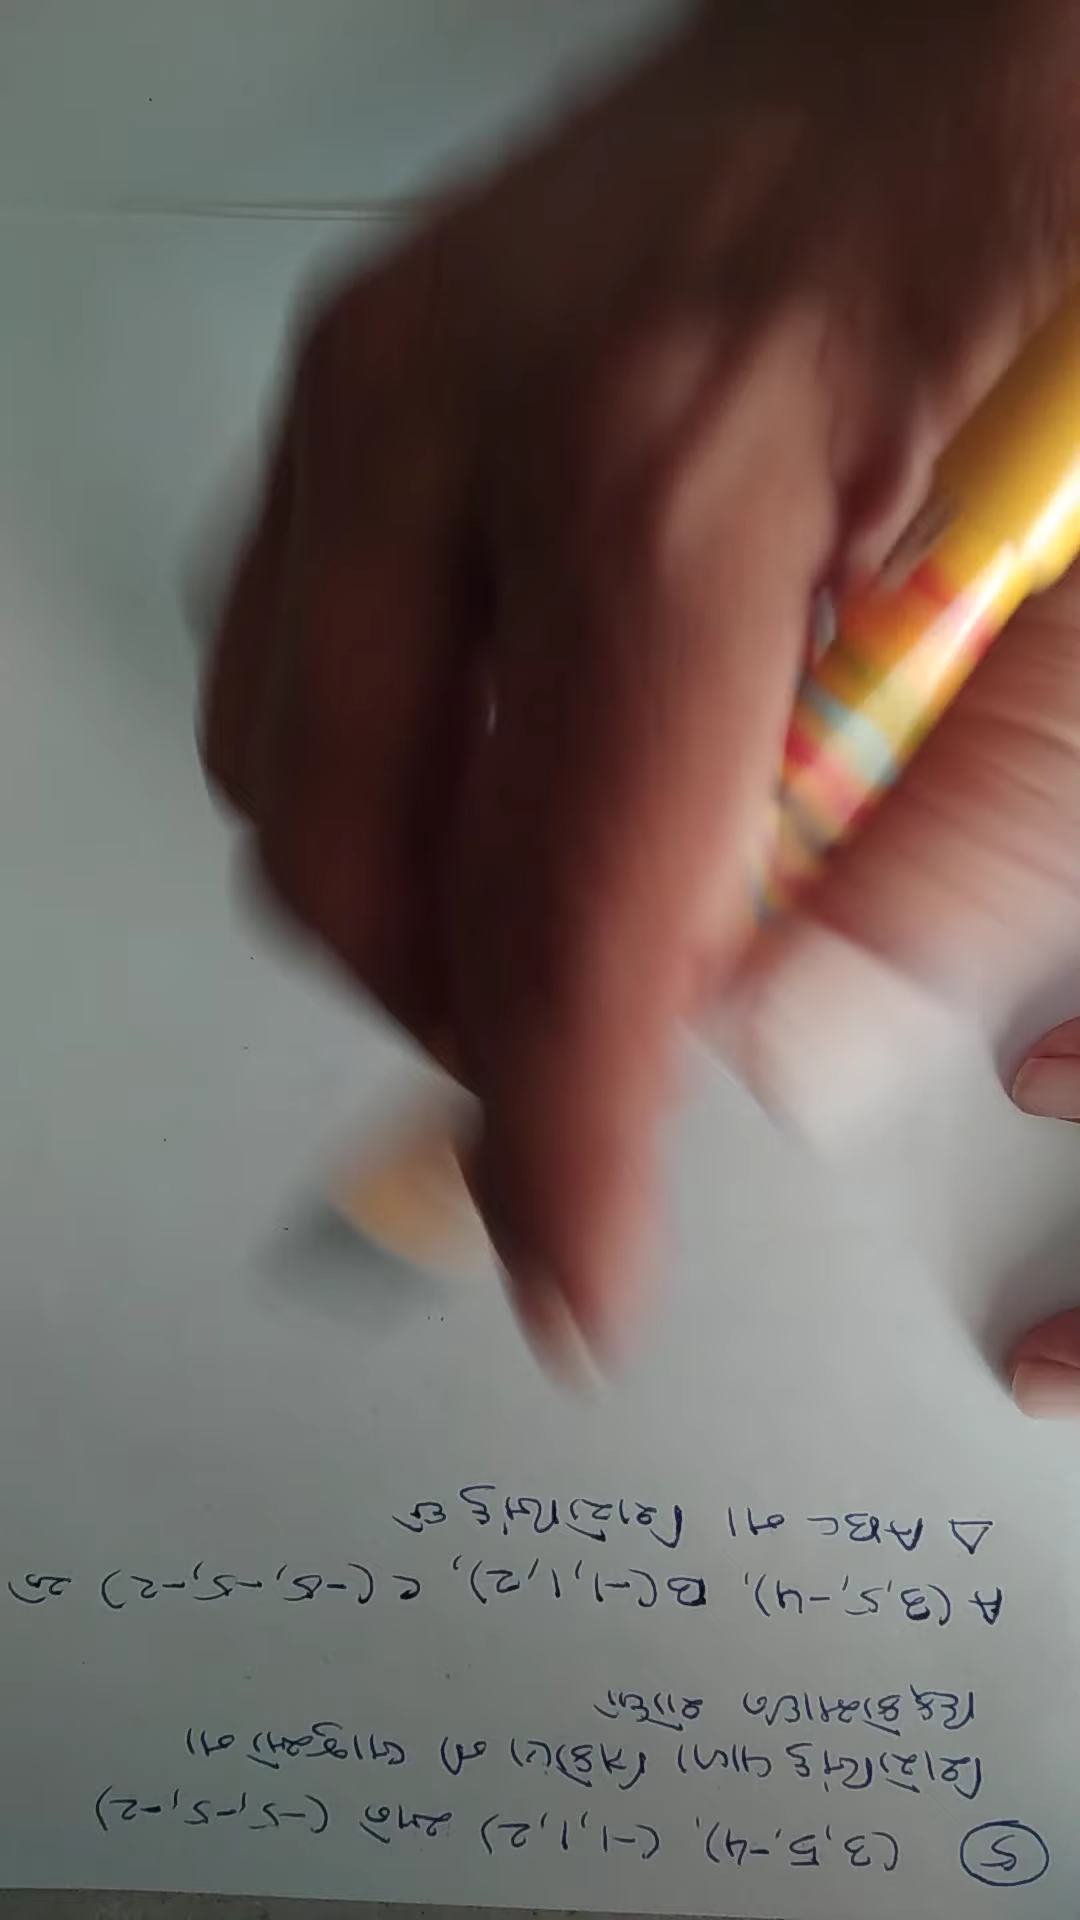 ⑤ (3,5,-4), (-1,1,2) અને (-5,-5,-2)
શિરોબિંદુ વાળા ત્રિકોણ ની બાજુઓની
દિક્કોસાઇન શોધો
A(3,5,-4), B(-1,1,2), C(-5,-5,-2) એ
△ ABC ના શિરોબિંદુ છે